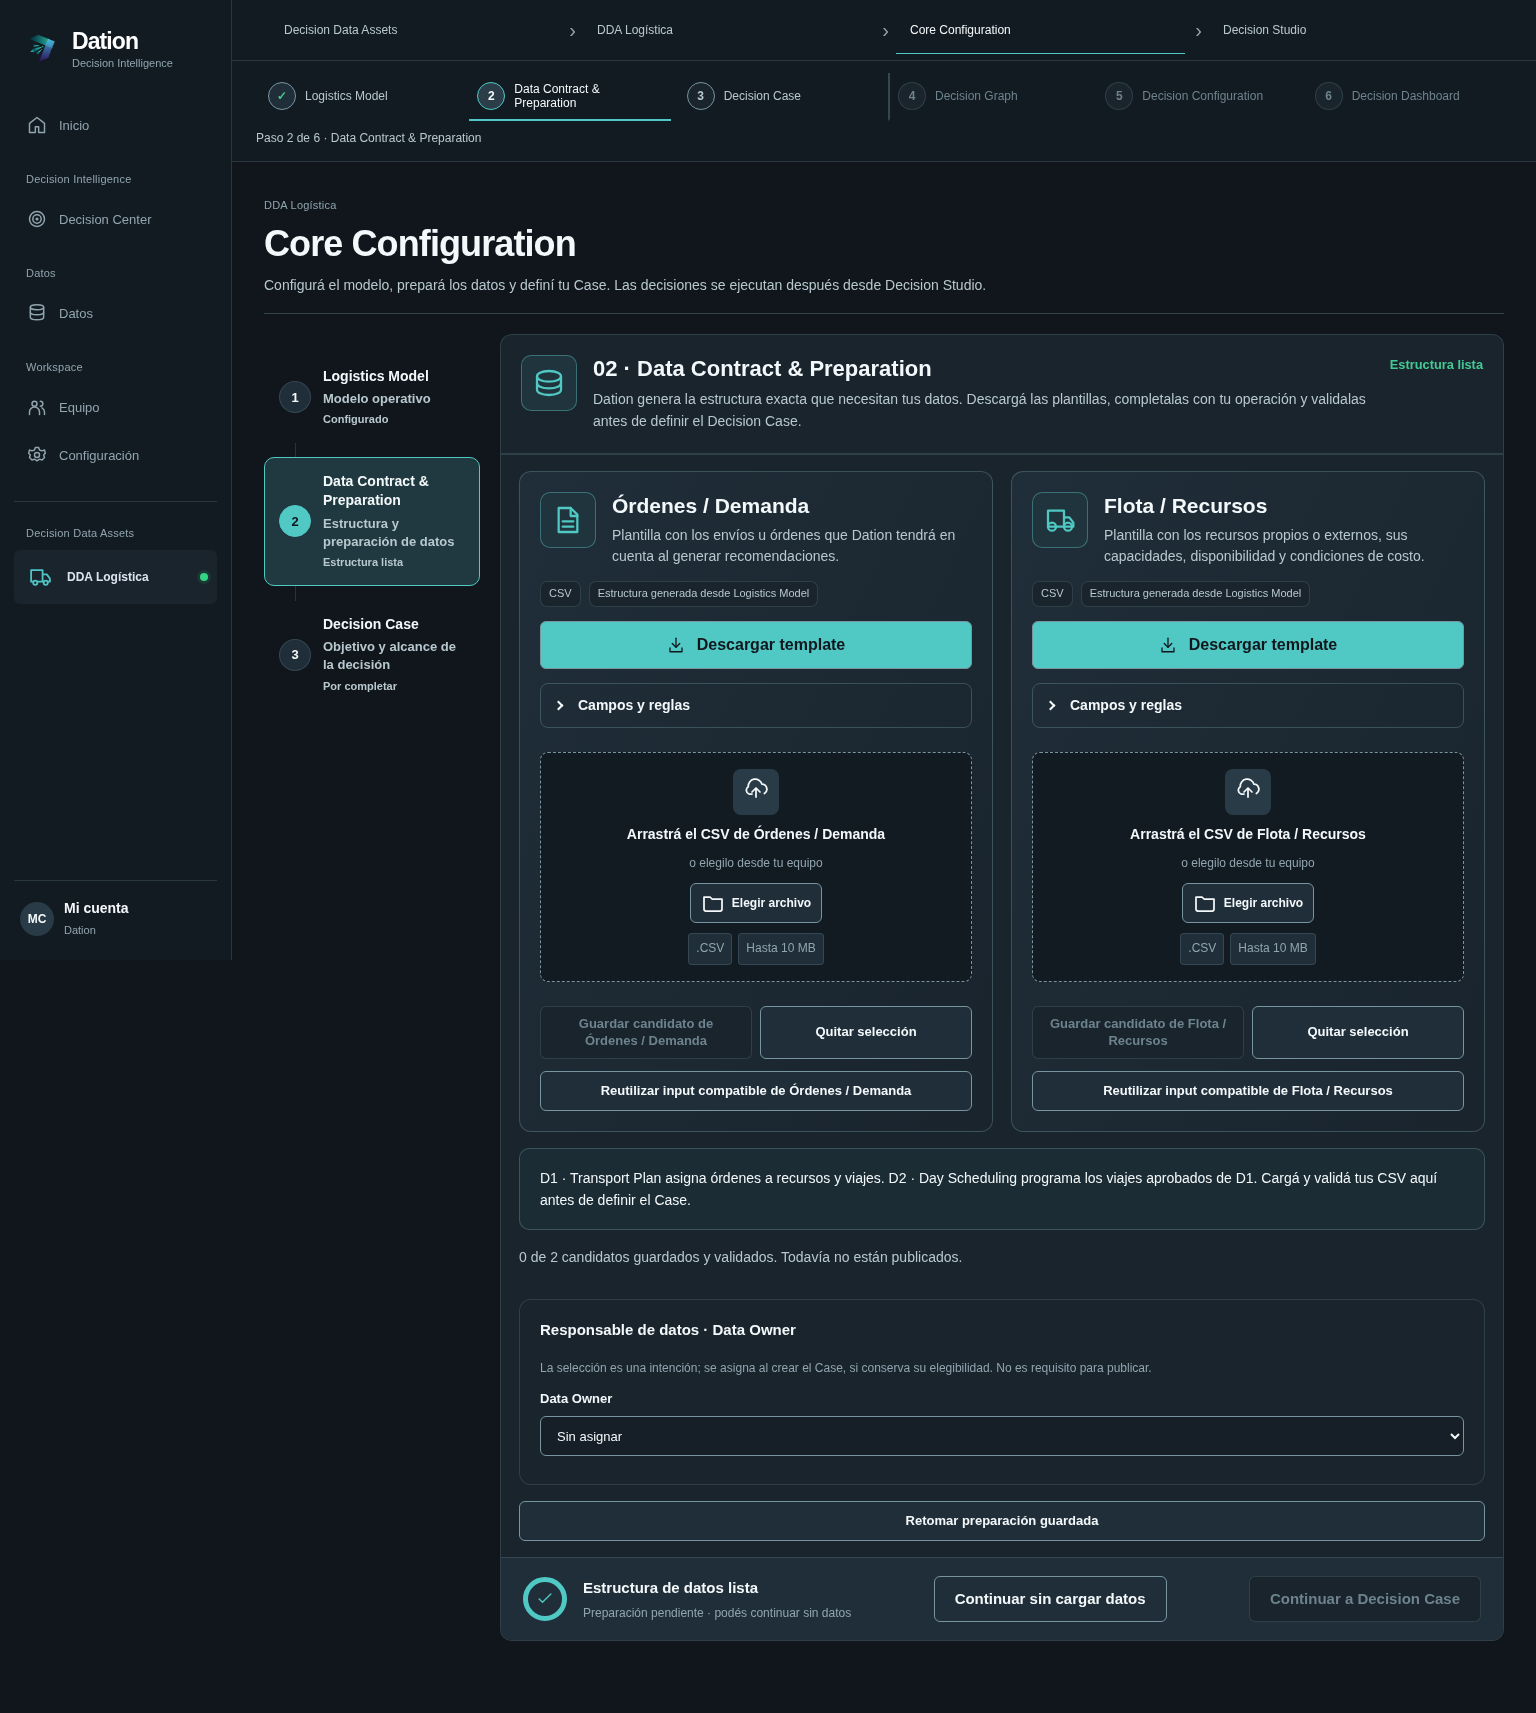 Dation
Decision Intelligence
Inicio
Decision Intelligence
Decision Center
Datos
Datos
Workspace
Equipo
Configuración
Decision Data Assets
DDA Logística
MC
Mi cuenta
Dation
Decision Data Assets
DDA Logística
Core Configuration
Decision Studio
Logistics Model
2
Data Contract &
Preparation
3
Decision Case
4
Decision Graph
5
Decision Configuration
6
Decision Dashboard
Paso 2 de 6 · Data Contract & Preparation
DDA Logística
Core Configuration
Configurá el modelo, prepará los datos y definí tu Case. Las decisiones se ejecutan después desde Decision Studio.
1
Logistics Model
Modelo operativo
Configurado
2
Data Contract &
Preparation
Estructura y
preparación de datos
Estructura lista
3
Decision Case
Objetivo y alcance de
la decisión
Por completar
02 · Data Contract & Preparation
Estructura lista
Dation genera la estructura exacta que necesitan tus datos. Descargá las plantillas, completalas con tu operación y validalas
antes de definir el Decision Case.
Órdenes / Demanda
Plantilla con los envíos u órdenes que Dation tendrá en
cuenta al generar recomendaciones.
CSV
Estructura generada desde Logistics Model
Descargar template
Campos y reglas
Arrastrá el CSV de Órdenes / Demanda
o elegilo desde tu equipo
Elegir archivo
.CSV
Hasta 10 MB
Guardar candidato de
Órdenes / Demanda
Quitar selección
Reutilizar input compatible de Órdenes / Demanda
Flota / Recursos
Plantilla con los recursos propios o externos, sus
capacidades, disponibilidad y condiciones de costo.
CSV
Estructura generada desde Logistics Model
Descargar template
Campos y reglas
Arrastrá el CSV de Flota / Recursos
o elegilo desde tu equipo
Elegir archivo
.CSV
Hasta 10 MB
Guardar candidato de Flota /
Recursos
Quitar selección
Reutilizar input compatible de Flota / Recursos
D1 · Transport Plan asigna órdenes a recursos y viajes. D2 · Day Scheduling programa los viajes aprobados de D1. Cargá y validá tus CSV aquí
antes de definir el Case.
0 de 2 candidatos guardados y validados. Todavía no están publicados.
Responsable de datos · Data Owner
La selección es una intención; se asigna al crear el Case, si conserva su elegibilidad. No es requisito para publicar.
Data Owner
Sin asignar
Retomar preparación guardada
Estructura de datos lista
Preparación pendiente · podés continuar sin datos
Continuar sin cargar datos
Continuar a Decision Case